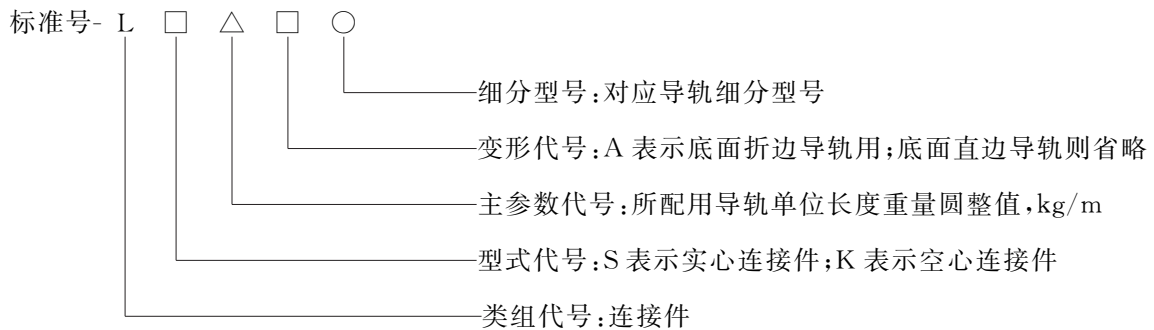 标准号- L □ △ □ ○
细分型号:对应导轨细分型号
变形代号:A 表示底面折边导轨用;底面直边导轨则省略
主参数代号:所配用导轨单位长度重量圆整值,kg/m
型式代号:S 表示实心连接件;K 表示空心连接件
类组代号:连接件